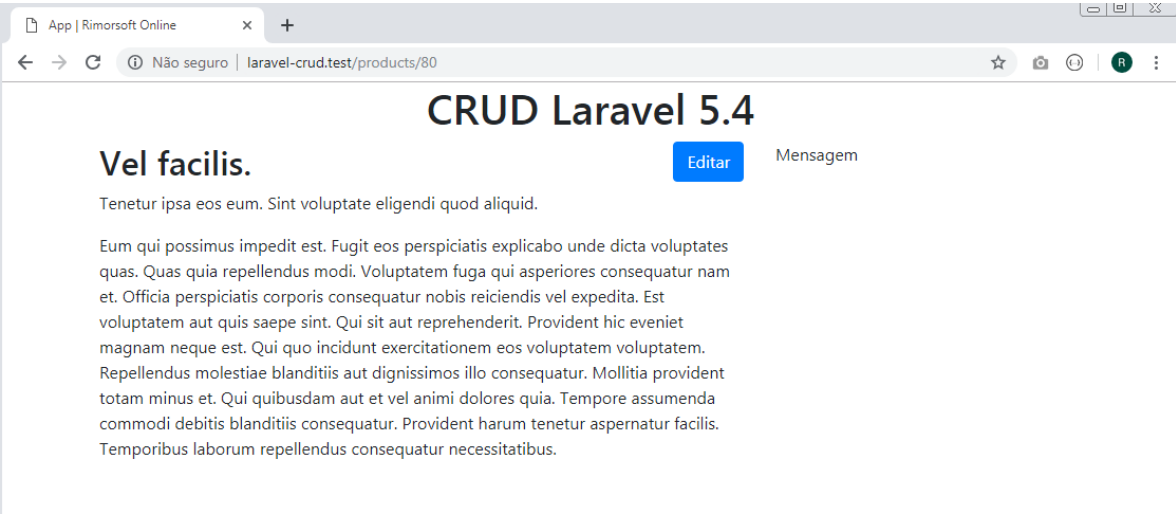 App | Rimorsoft Online
Não seguro | laravel-crud.test/products/80
R
CRUD Laravel 5.4
Vel facilis.
Editar
Mensagem
Tenetur ipsa eos eum. Sint voluptate eligendi quod aliquid.
Eum qui possimus impedit est. Fugit eos perspiciatis explicabo unde dicta voluptates
quas. Quas quia repellendus modi. Voluptatem fuga qui asperiores consequatur nam
et. Officia perspiciatis corporis consequatur nobis reiciendis vel expedita. Est
voluptatem aut quis saepe sint. Qui sit aut reprehenderit. Provident hic eveniet
magnam neque est. Qui quo incidunt exercitationem eos voluptatem voluptatem.
Repellendus molestiae blanditiis aut dignissimos illo consequatur. Mollitia provident
totam minus et. Qui quibusdam aut et vel animi dolores quia. Tempore assumenda
commodi debitis blanditiis consequatur. Provident harum tenetur aspernatur facilis.
Temporibus laborum repellendus consequatur necessitatibus.